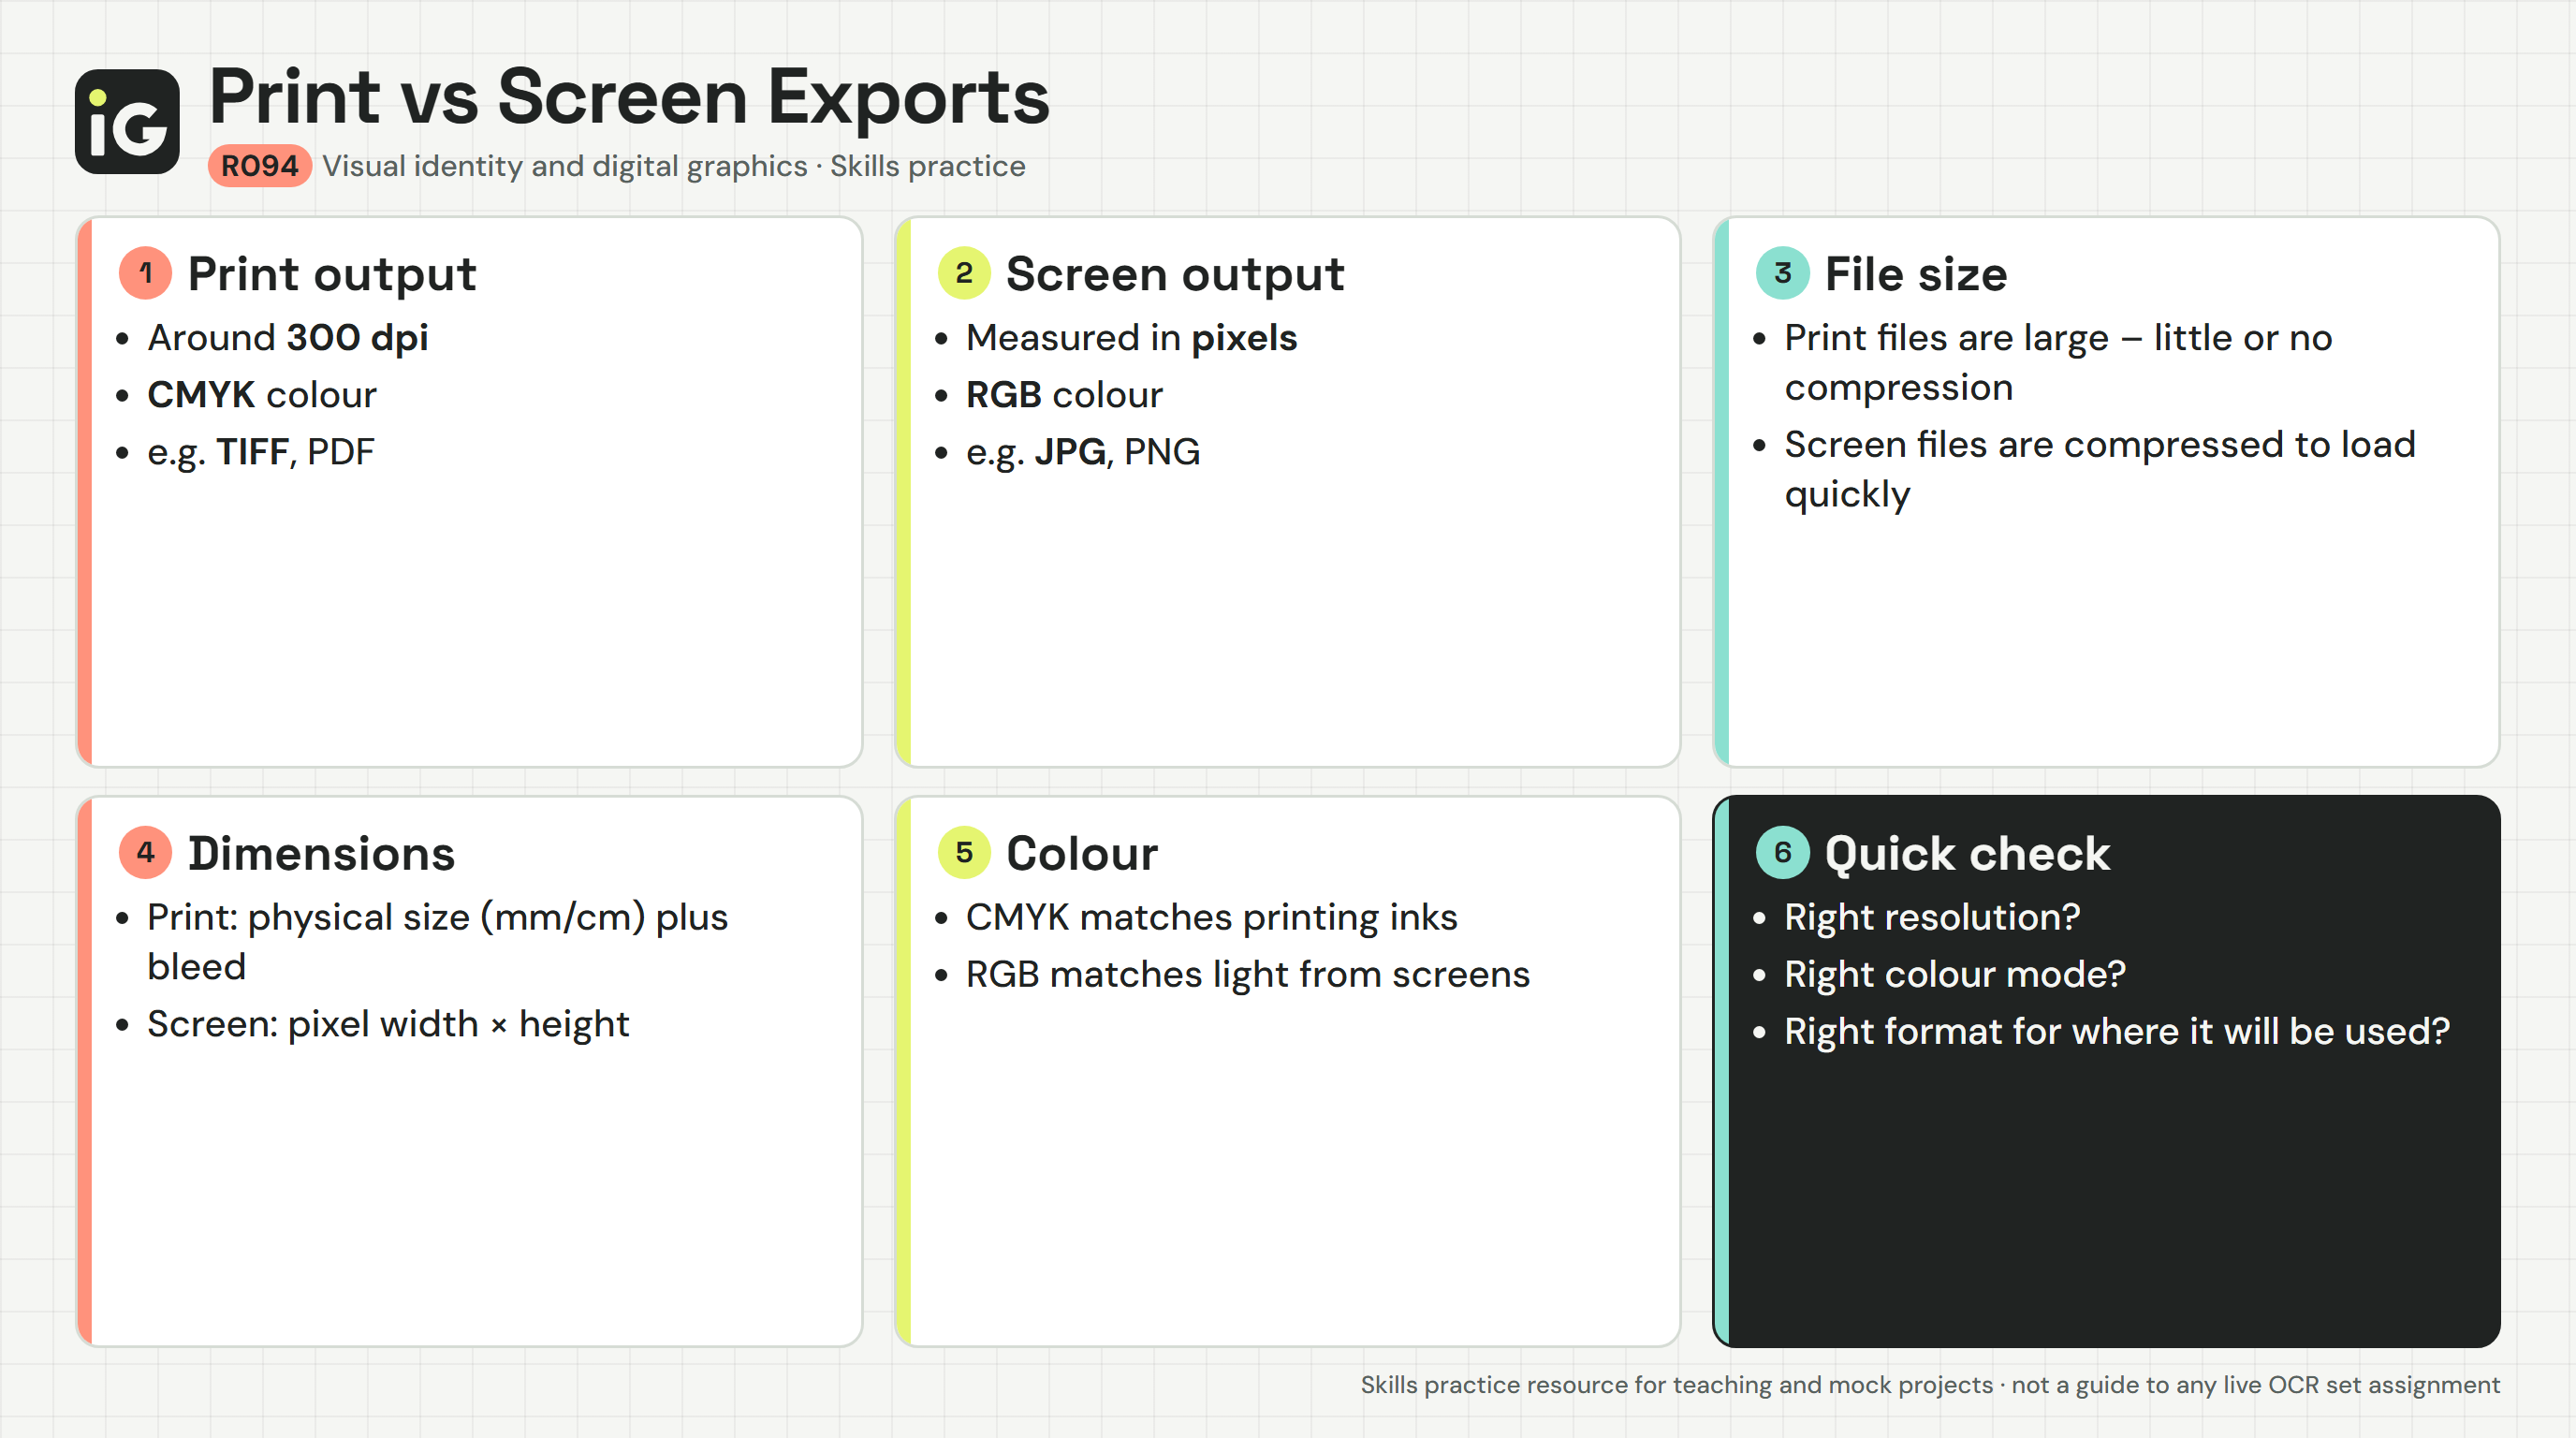 iG
Print vs Screen Exports
R094 Visual identity and digital graphics · Skills practice
1 Print output
• Around 300 dpi
• CMYK colour
• e.g. TIFF, PDF
2 Screen output
• Measured in pixels
• RGB colour
• e.g. JPG, PNG
3 File size
• Print files are large – little or no
compression
• Screen files are compressed to load
quickly
4 Dimensions
• Print: physical size (mm/cm) plus
bleed
• Screen: pixel width × height
5 Colour
• CMYK matches printing inks
• RGB matches light from screens
6 Quick check
• Right resolution?
• Right colour mode?
• Right format for where it will be used?
Skills practice resource for teaching and mock projects · not a guide to any live OCR set assignment